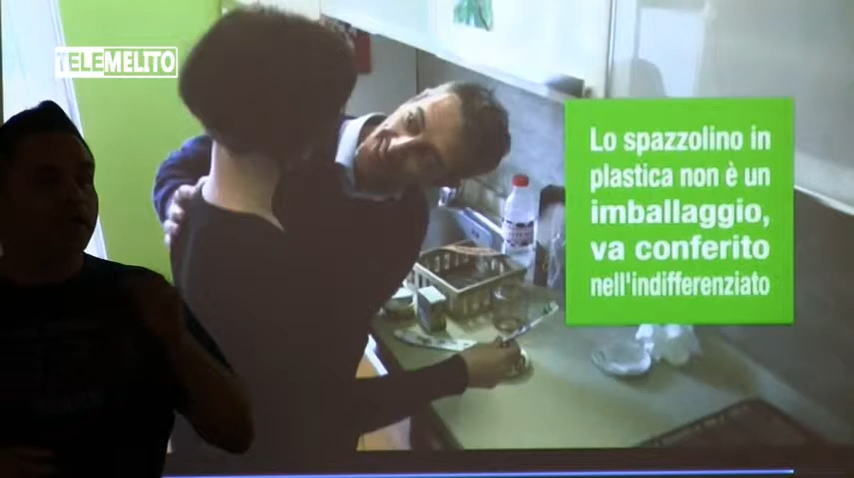 TELEMELITO
Lo spazzolino in
plastica non è un
imballaggio,
va conferito
nell'indifferenziato